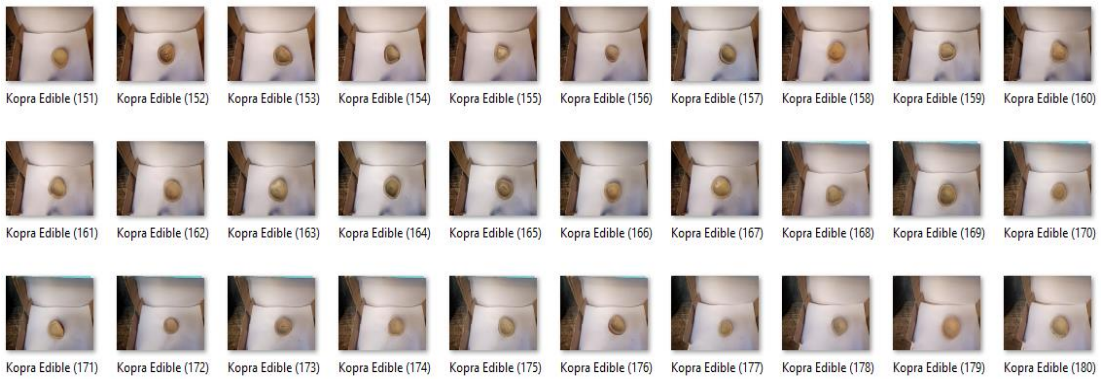 Kopra Edible (151) Kopra Edible (152) Kopra Edible (153) Kopra Edible (154) Kopra Edible (155) Kopra Edible (156) Kopra Edible (157) Kopra Edible (158) Kopra Edible (159) Kopra Edible (160)
Kopra Edible (161) Kopra Edible (162) Kopra Edible (163) Kopra Edible (164) Kopra Edible (165) Kopra Edible (166) Kopra Edible (167) Kopra Edible (168) Kopra Edible (169) Kopra Edible (170)
Kopra Edible (171) Kopra Edible (172) Kopra Edible (173) Kopra Edible (174) Kopra Edible (175) Kopra Edible (176) Kopra Edible (177) Kopra Edible (178) Kopra Edible (179) Kopra Edible (180)